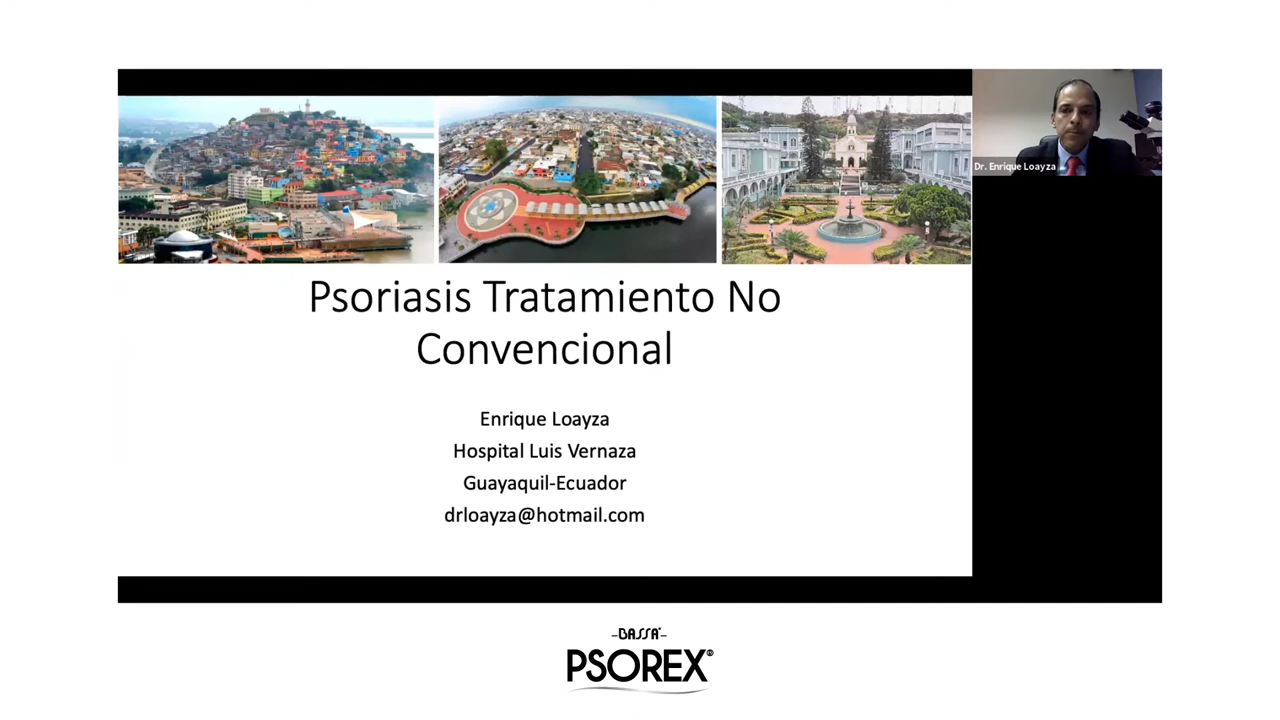 Dr. Enrique Loayza
Psoriasis Tratamiento No
Convencional
Enrique Loayza
Hospital Luis Vernaza
Guayaquil-Ecuador
drloayza@hotmail.com
BASSA
PSOREX®